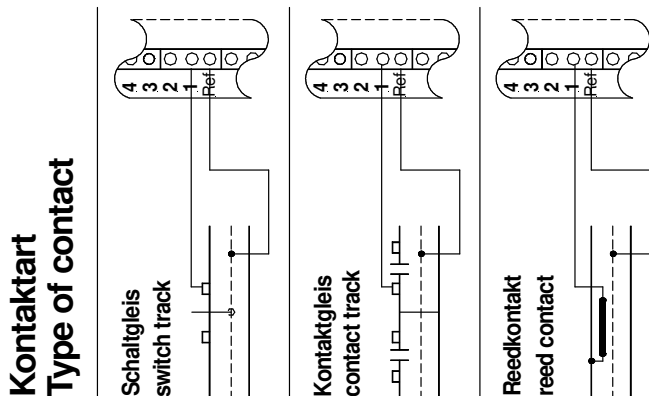 Kontaktart
Type of contact
Schaltgleis
switch track
4
3
2
1
Ref
Kontaktgleis
contact track
4
3
2
1
Ref
Reedkontakt
reed contact
4
3
2
1
Ref